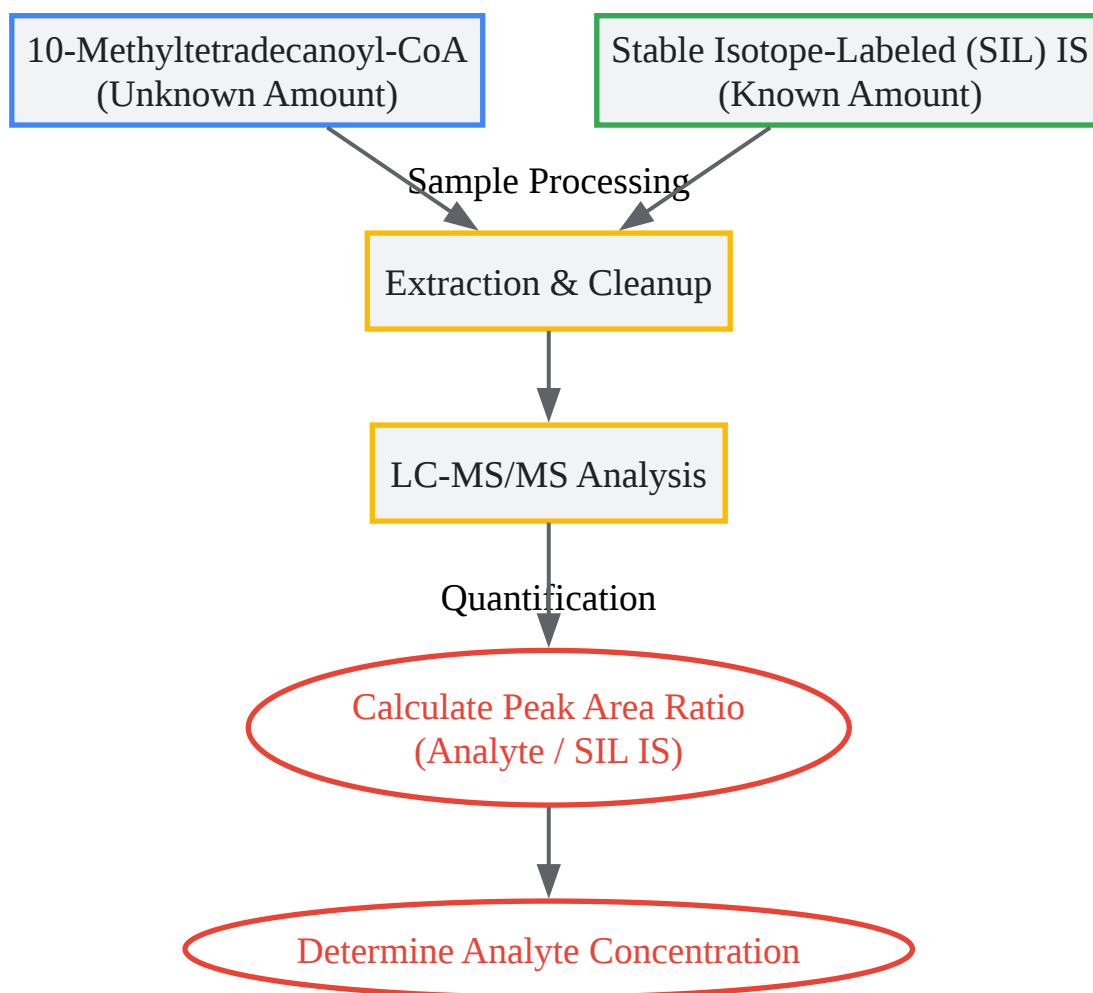 10-Methyltetradecanoyl-CoA
(Unknown Amount)
Stable Isotope-Labeled (SIL) IS
(Known Amount)
Sample Processing
Extraction & Cleanup
LC-MS/MS Analysis
Quantification
Calculate Peak Area Ratio
(Analyte / SIL IS)
Determine Analyte Concentration